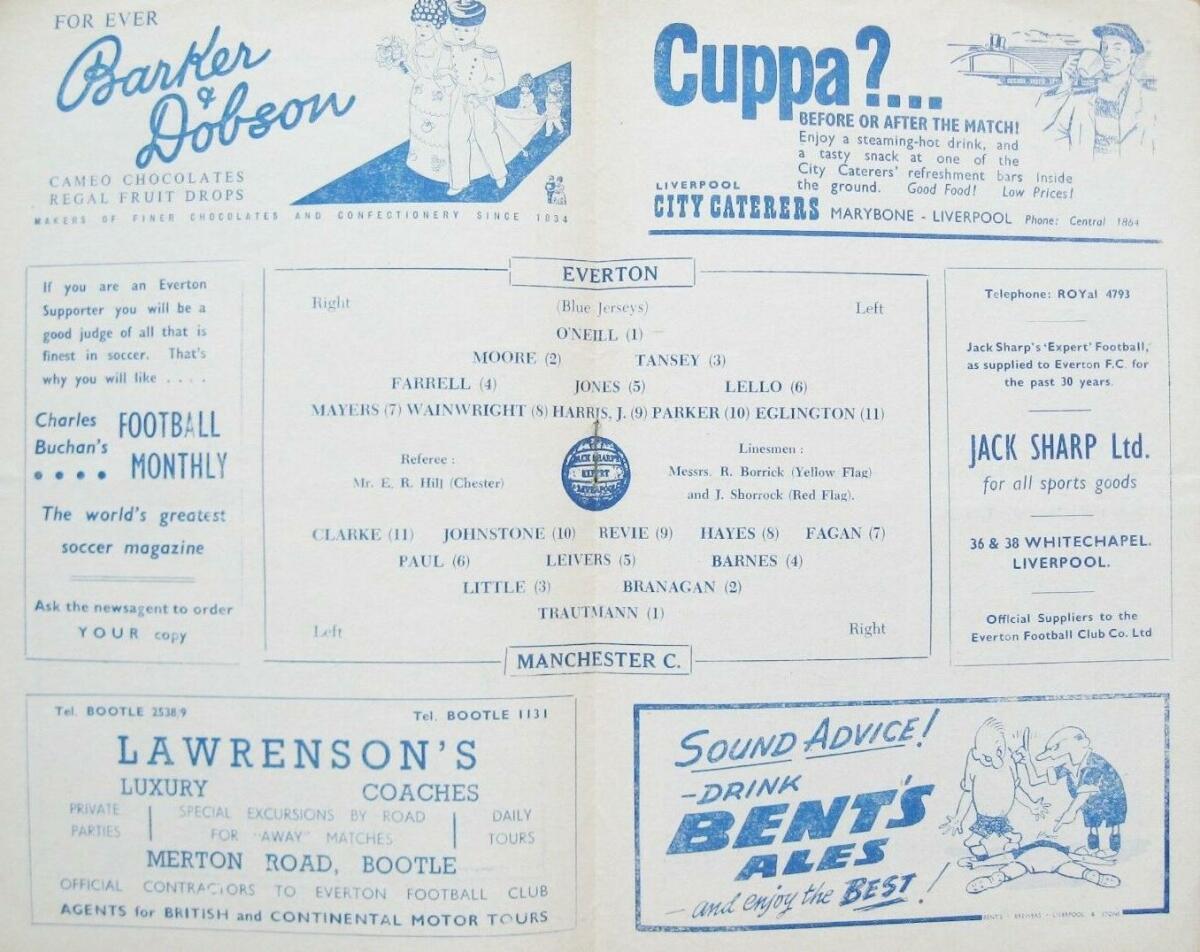 FOR EVER
Barker
&
Dobson
CAMEO CHOCOLATES
REGAL FRUIT DROPS
MAKERS OF FINER CHOCOLATES AND CONFECTIONERY SINCE 1834
Cuppa?....
BEFORE OR AFTER THE MATCH!
Enjoy a steaming-hot drink, and
a tasty snack at one of the
City Caterers' refreshment bars inside
the ground. Good Food! Low Prices!
LIVERPOOL
CITY CATERERS MARYBONE - LIVERPOOL Phone: Central 1864
If you are an Everton
Supporter you will be a
good judge of all that is
finest in soccer. That's
why you will like ....
Charles
Buchan's
FOOTBALL
MONTHLY
The world's greatest
soccer magazine
Ask the newsagent to order
YOUR copy
EVERTON
Right (Blue Jerseys) Left
O'NEILL (1)
MOORE (2) TANSEY (3)
FARRELL (4) JONES (5) LELLO (6)
MAYERS (7) WAINWRIGHT (8) HARRIS, J. (9) PARKER (10) EGLINGTON (11)
Referee :
Mr. E. R. Hill (Chester)
JACK SHARP'S
EXPERT
LIVERPOOL
Linesmen :
Messrs. R. Borrick (Yellow Flag)
and J. Shorrock (Red Flag).
CLARKE (11) JOHNSTONE (10) REVIE (9) HAYES (8) FAGAN (7)
PAUL (6) LEIVERS (5) BARNES (4)
LITTLE (3) BRANAGAN (2)
TRAUTMANN (1)
Left Right
MANCHESTER C.
Telephone: ROYal 4793
Jack Sharp's 'Expert' Football,
as supplied to Everton F.C. for
the past 30 years.
JACK SHARP Ltd.
for all sports goods
36 & 38 WHITECHAPEL.
LIVERPOOL.
Official Suppliers to the
Everton Football Club Co. Ltd
Tel. BOOTLE 2538/9 Tel. BOOTLE 1131
LAWRENSON'S
LUXURY COACHES
PRIVATE
PARTIES
SPECIAL EXCURSIONS BY ROAD
FOR "AWAY" MATCHES
DAILY
TOURS
MERTON ROAD, BOOTLE
OFFICIAL CONTRACTORS TO EVERTON FOOTBALL CLUB
AGENTS for BRITISH and CONTINENTAL MOTOR TOURS
SOUND ADVICE!
-DRINK
BENT'S
ALES
- and enjoy the BEST!
BENT'S - BREWERS - LIVERPOOL & STONE